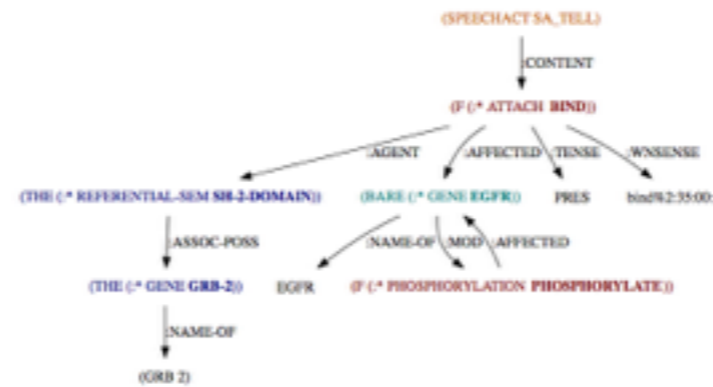 (SPEECHACT SA_TELL)
:CONTENT
(F (:* ATTACH BIND))
:AGENT :AFFECTED :TENSE :WNSENSE
(THE (:* REFERENTIAL-SEM SH-2-DOMAIN)) (BARE (:* GENE EGFR)) PRES bind%2:35:00:
:ASSOC-POSS :NAME-OF :MOD :AFFECTED
(THE (:* GENE GRB-2)) EGFR (F (:* PHOSPHORYLATION PHOSPHORYLATE))
:NAME-OF
(GRB 2)